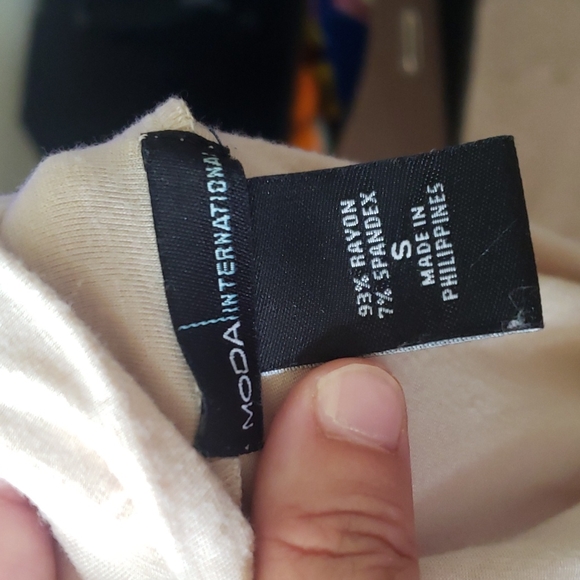 MODA INTERNATIONAL
93% RAYON
7% SPANDEX
S
MADE IN
PHILIPPINES